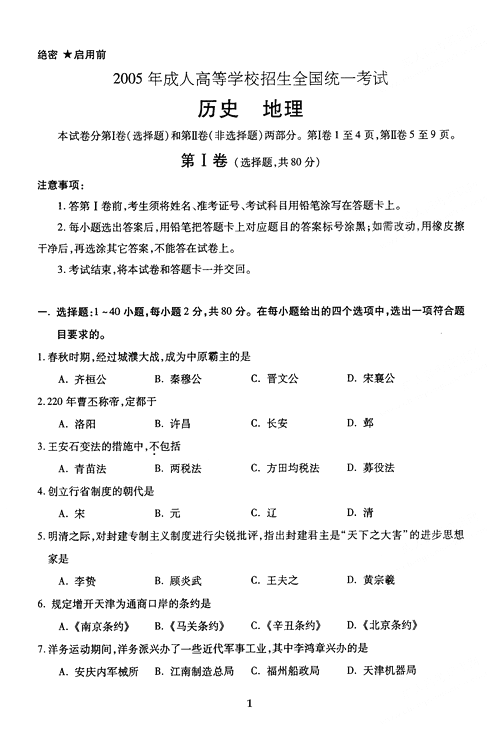 绝密 ★启用前
2005 年成人高等学校招生全国统一考试
历史 地理
本试卷分第Ⅰ卷(选择题)和第Ⅱ卷(非选择题)两部分。第Ⅰ卷 1 至 4 页,第Ⅱ卷 5 至 9 页。
第Ⅰ卷 (选择题,共 80 分)
注意事项:
1. 答第Ⅰ卷前,考生须将姓名、准考证号、考试科目用铅笔涂写在答题卡上。
2. 每小题选出答案后,用铅笔把答题卡上对应题目的答案标号涂黑;如需改动,用橡皮擦
干净后,再选涂其它答案,不能答在试卷上。
3. 考试结束,将本试卷和答题卡一并交回。
一. 选择题:1~40 小题,每小题 2 分,共 80 分。在每小题给出的四个选项中,选出一项符合题
目要求的。
1. 春秋时期,经过城濮大战,成为中原霸主的是
A. 齐桓公 B. 秦穆公 C. 晋文公 D. 宋襄公
2. 220 年曹丕称帝,定都于
A. 洛阳 B. 许昌 C. 长安 D. 邺
3. 王安石变法的措施中,不包括
A. 青苗法 B. 两税法 C. 方田均税法 D. 募役法
4. 创立行省制度的朝代是
A. 宋 B. 元 C. 辽 D. 清
5. 明清之际,对封建专制主义制度进行尖锐批评,指出封建君主是“天下之大害”的进步思想
家是
A. 李贽 B. 顾炎武 C. 王夫之 D. 黄宗羲
6. 规定增开天津为通商口岸的条约是
A.《南京条约》 B.《马关条约》 C.《辛丑条约》 D.《北京条约》
7. 洋务运动期间,洋务派兴办了一些近代军事工业,其中李鸿章兴办的是
A. 安庆内军械所 B. 江南制造总局 C. 福州船政局 D. 天津机器局
1